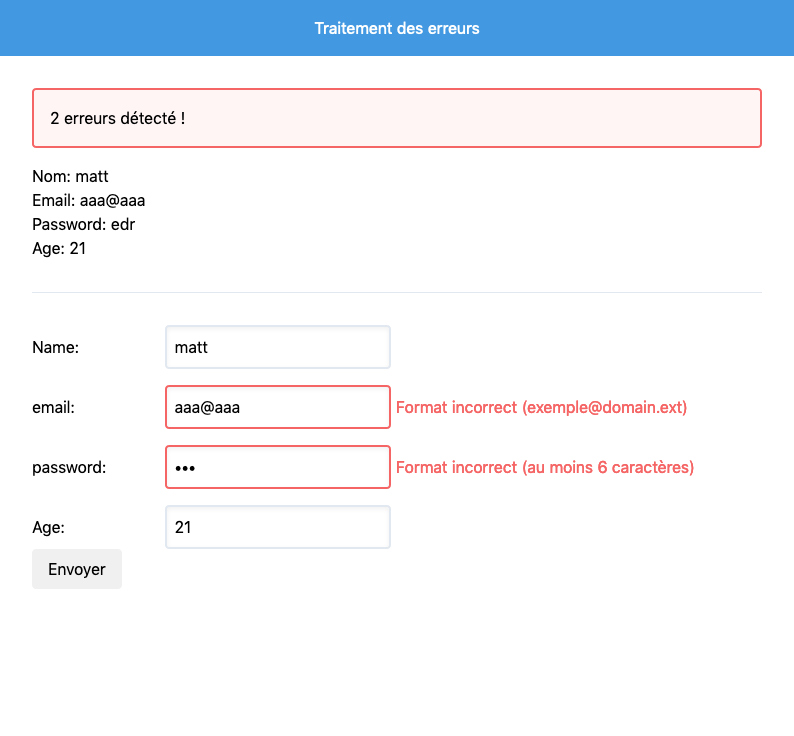 Traitement des erreurs
2 erreurs détecté !
Nom: matt
Email: aaa@aaa
Password: edr
Age: 21
Name: matt
email: aaa@aaa Format incorrect (exemple@domain.ext)
password: ••• Format incorrect (au moins 6 caractères)
Age: 21
Envoyer